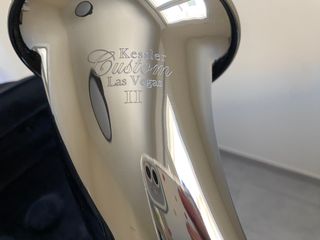 Kessler
Custom
Las Vegas
II